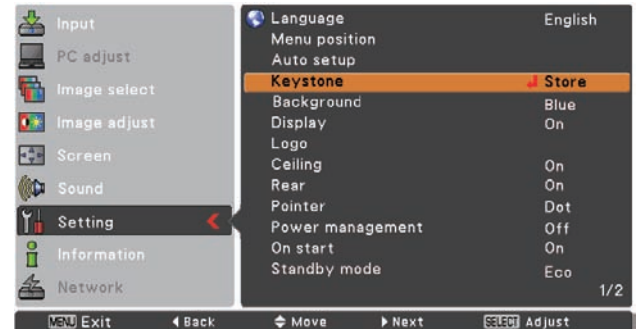 Input
PC adjust
Image select
Image adjust
Screen
Sound
Setting
Information
Network
Language English
Menu position
Auto setup
Keystone Store
Background Blue
Display On
Logo
Ceiling On
Rear On
Pointer Dot
Power management Off
On start On
Standby mode Eco
1/2
MENU Exit Back Move Next SELECT Adjust